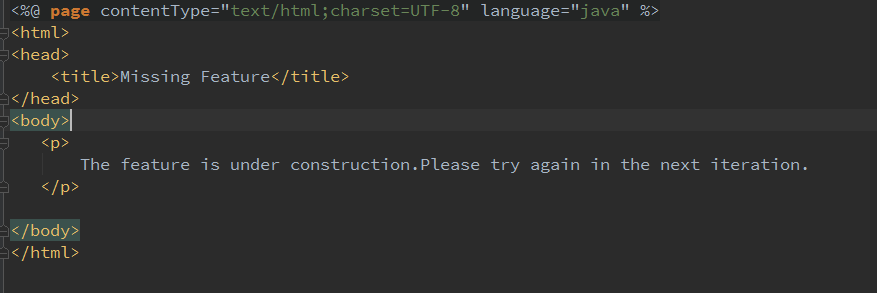 <%@ page contentType="text/html;charset=UTF-8" language="java" %>
<html>
<head>
    <title>Missing Feature</title>
</head>
<body>
   <p>
       The feature is under construction.Please try again in the next iteration.
   </p>
</body>
</html>